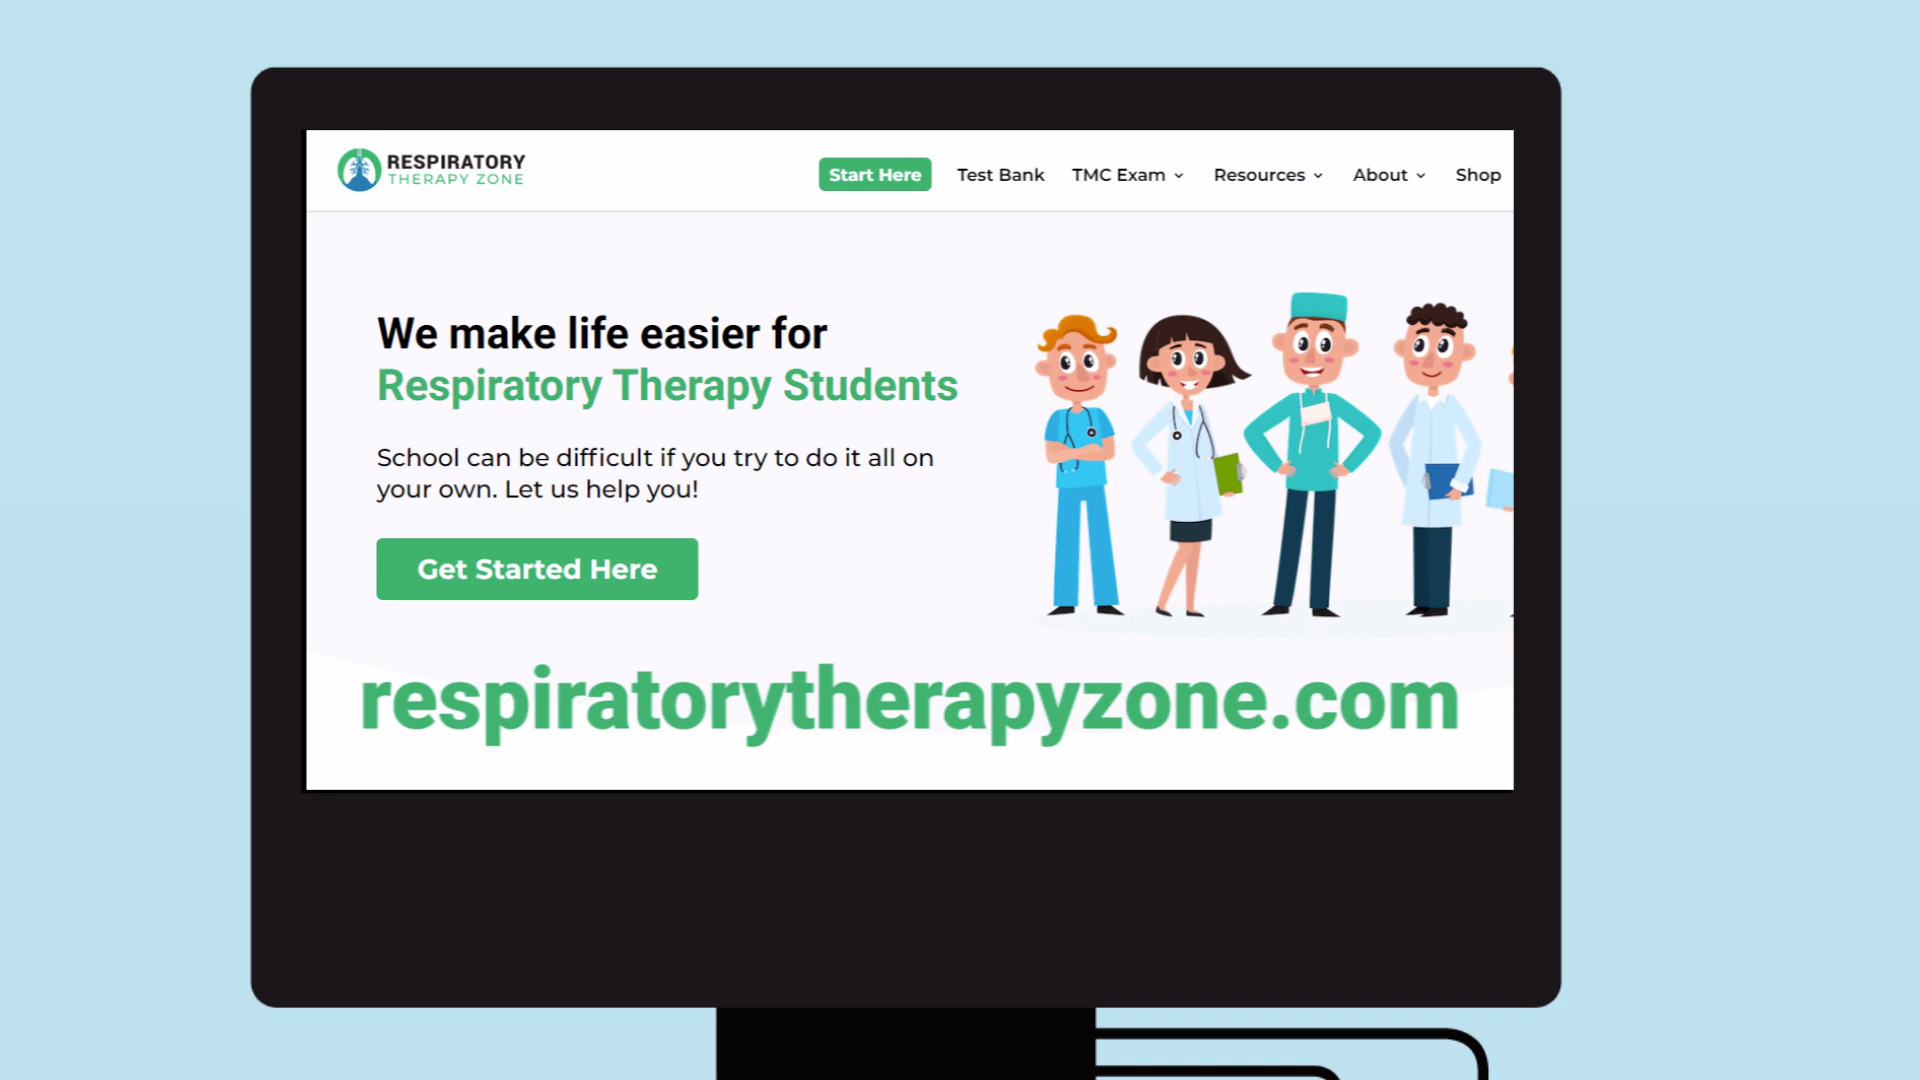 RESPIRATORY
THERAPY ZONE
Start Here
Test Bank
TMC Exam
Resources
About
Shop
We make life easier for
Respiratory Therapy Students
School can be difficult if you try to do it all on
your own. Let us help you!
Get Started Here
respiratorytherapyzone.com